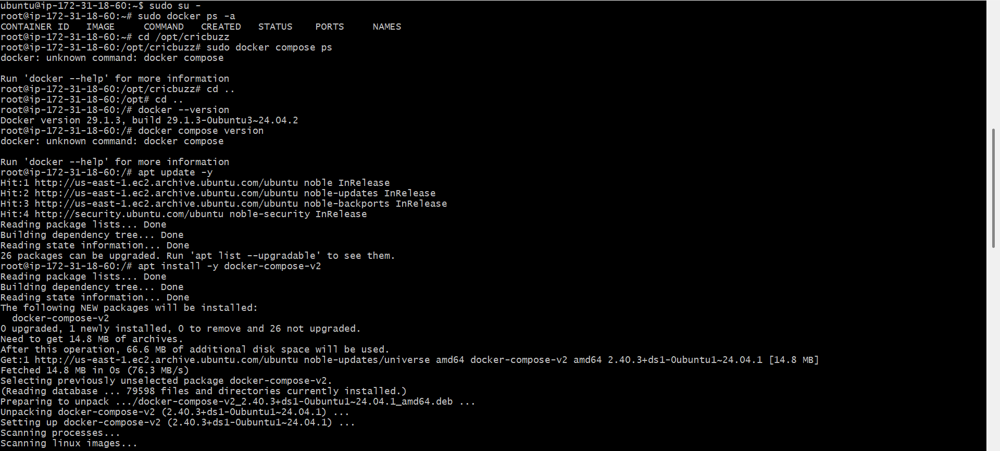 ubuntu@ip-172-31-18-60:~$ sudo su -
root@ip-172-31-18-60:~# sudo docker ps -a
CONTAINER ID   IMAGE     COMMAND   CREATED   STATUS    PORTS     NAMES
root@ip-172-31-18-60:~# cd /opt/cricbuzz
root@ip-172-31-18-60:/opt/cricbuzz# sudo docker compose ps
docker: unknown command: docker compose

Run 'docker --help' for more information
root@ip-172-31-18-60:/opt/cricbuzz# cd ..
root@ip-172-31-18-60:/opt# cd ..
root@ip-172-31-18-60:/# docker --version
Docker version 29.1.3, build 29.1.3-0ubuntu3~24.04.2
root@ip-172-31-18-60:/# docker compose version
docker: unknown command: docker compose

Run 'docker --help' for more information
root@ip-172-31-18-60:/# apt update -y
Hit:1 http://us-east-1.ec2.archive.ubuntu.com/ubuntu noble InRelease
Hit:2 http://us-east-1.ec2.archive.ubuntu.com/ubuntu noble-updates InRelease
Hit:3 http://us-east-1.ec2.archive.ubuntu.com/ubuntu noble-backports InRelease
Hit:4 http://security.ubuntu.com/ubuntu noble-security InRelease
Reading package lists... Done
Building dependency tree... Done
Reading state information... Done
26 packages can be upgraded. Run 'apt list --upgradable' to see them.
root@ip-172-31-18-60:/# apt install -y docker-compose-v2
Reading package lists... Done
Building dependency tree... Done
Reading state information... Done
The following NEW packages will be installed:
  docker-compose-v2
0 upgraded, 1 newly installed, 0 to remove and 26 not upgraded.
Need to get 14.8 MB of archives.
After this operation, 66.6 MB of additional disk space will be used.
Get:1 http://us-east-1.ec2.archive.ubuntu.com/ubuntu noble-updates/universe amd64 docker-compose-v2 amd64 2.40.3+ds1-0ubuntu1~24.04.1 [14.8 MB]
Fetched 14.8 MB in 0s (76.3 MB/s)
Selecting previously unselected package docker-compose-v2.
(Reading database ... 79598 files and directories currently installed.)
Preparing to unpack .../docker-compose-v2_2.40.3+ds1-0ubuntu1~24.04.1_amd64.deb ...
Unpacking docker-compose-v2 (2.40.3+ds1-0ubuntu1~24.04.1) ...
Setting up docker-compose-v2 (2.40.3+ds1-0ubuntu1~24.04.1) ...
Scanning processes...
Scanning linux images...